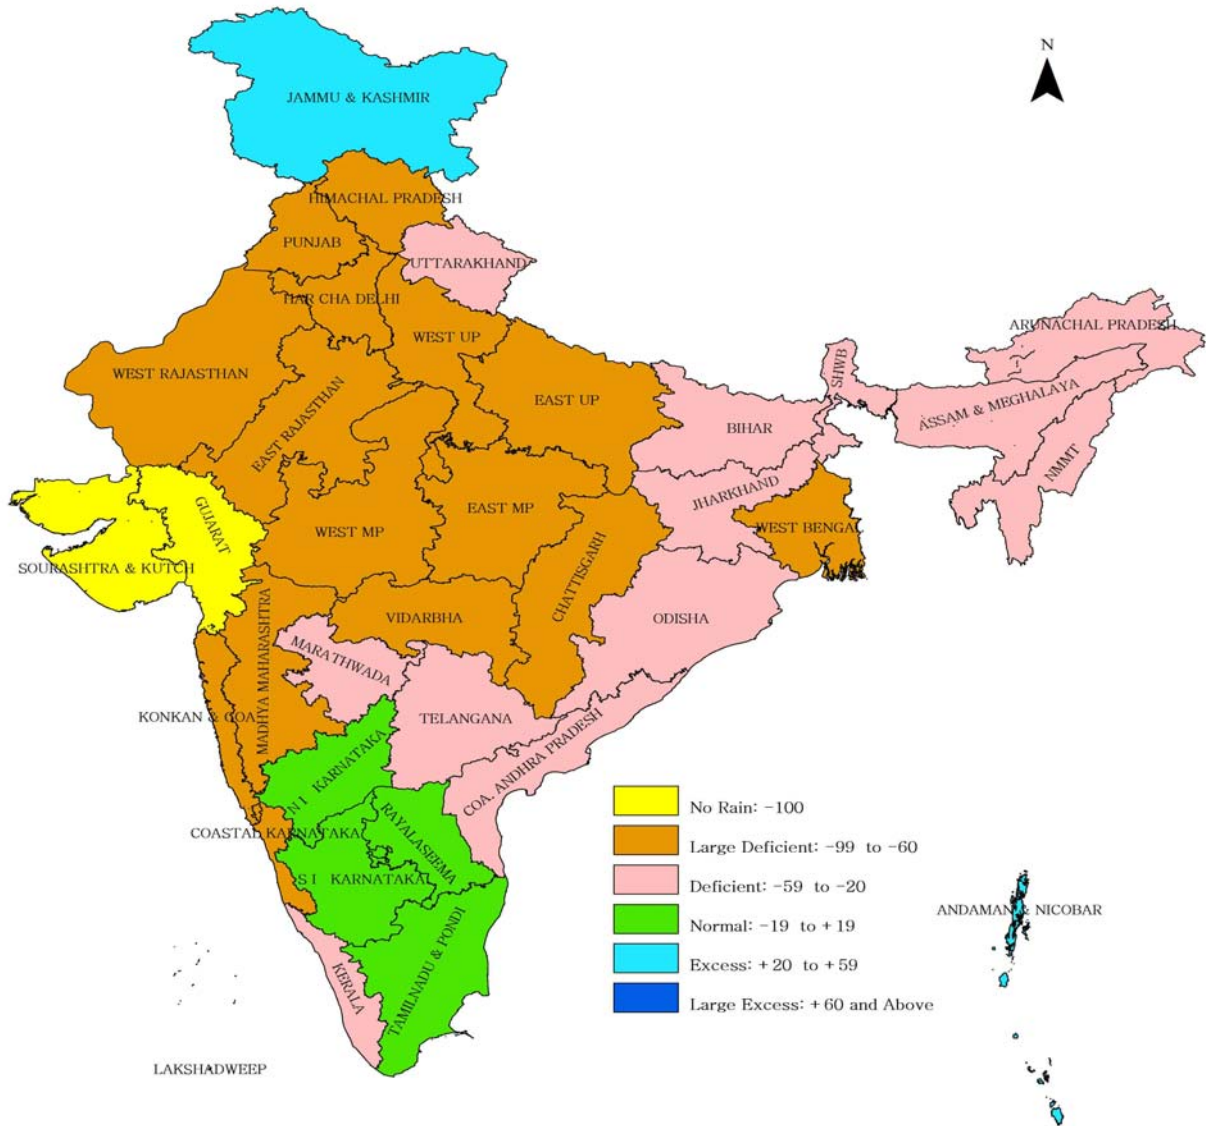 N
JAMMU & KASHMIR
HIMACHAL PRADESH
PUNJAB
UTTARAKHAND
HAR CHA DELHI
WEST UP
ARUNACHAL PRADESH
WEST RAJASTHAN
SHWB
EAST RAJASTHAN
EAST UP
ASSAM & MEGHALAYA
BIHAR
NMMT
JHARKHAND
GUJARAT
WEST MP
EAST MP
WEST BENGAL
SOURASHTRA & KUTCH
CHATTISGARH
VIDARBHA
ODISHA
MADHYA MAHARASHTRA
MARATHWADA
KONKAN & GOA
TELANGANA
COA. ANDHRA PRADESH
N I KARNATAKA
RAYALASEEMA
COASTAL KARNATAKA
S I KARNATAKA
TAMILNADU & PONDI
KERALA
LAKSHADWEEP
ANDAMAN & NICOBAR
No Rain: -100
Large Deficient: -99 to -60
Deficient: -59 to -20
Normal: -19 to +19
Excess: +20 to +59
Large Excess: +60 and Above